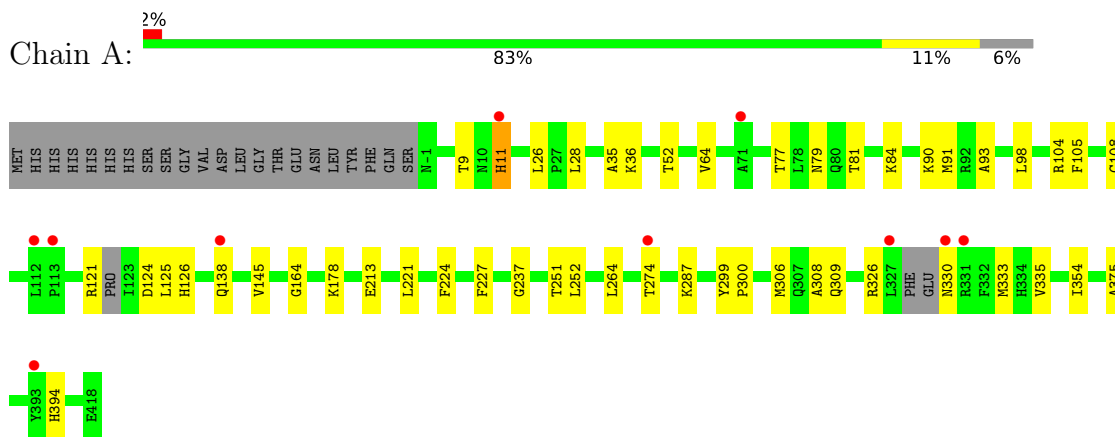 2%
Chain A:
83% 11% 6%
MET HIS HIS HIS HIS HIS HIS SER SER GLY VAL ASP LEU GLY THR GLU ASN LEU TYR PHE GLN SER N-1 T9 N10 H11 L26 P27 L28 A35 K36 T52 V64 A71 T77 L78 N79 Q80 T81 K84 K90 M91 R92 A93 L98 R104 F105 G108
L112 P113 R121 PRO I123 D124 L125 H126 Q138 V145 G164 K178 E213 L221 F224 F227 G237 T251 L252 L264 T274 K287 Y299 P300 M306 Q307 A308 Q309 R326 L327 PHE GLU N330 R331 F332 M333 H334 V335 I354 A375
Y393 H394 E418